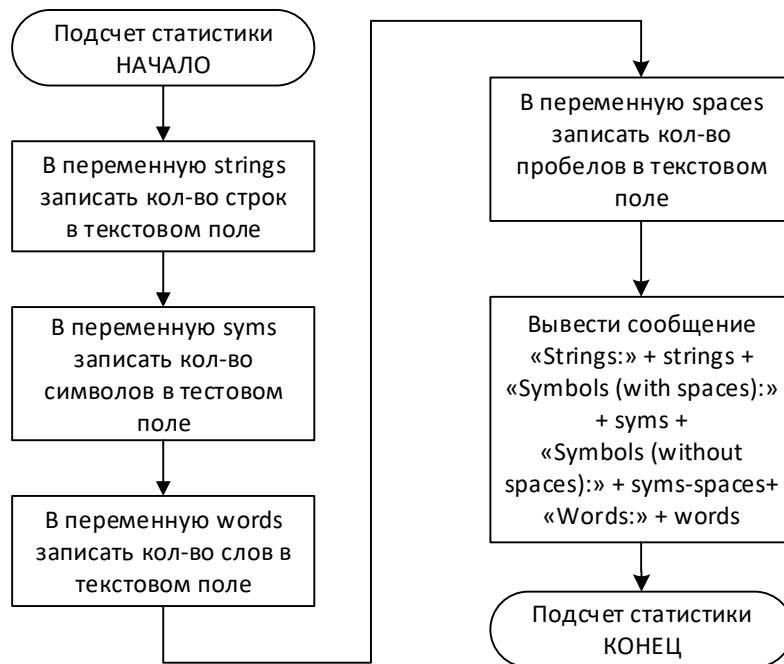 Подсчет статистики
НАЧАЛО
В переменную strings
записать кол-во строк
в текстовом поле
В переменную syms
записать кол-во
символов в тестовом
поле
В переменную words
записать кол-во слов в
текстовом поле
В переменную spaces
записать кол-во
пробелов в текстовом
поле
Вывести сообщение
«Strings:» + strings +
«Symbols (with spaces):»
+ syms +
«Symbols (without
spaces):» + syms-spaces+
«Words:» + words
Подсчет статистики
КОНЕЦ